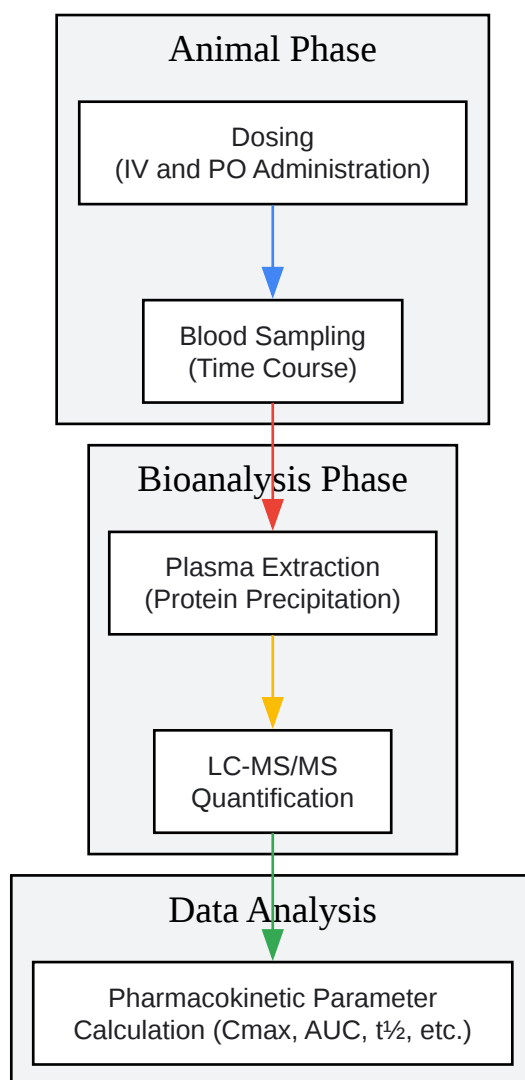 Animal Phase
Dosing
(IV and PO Administration)
Blood Sampling
(Time Course)
Bioanalysis Phase
Plasma Extraction
(Protein Precipitation)
LC-MS/MS
Quantification
Data Analysis
Pharmacokinetic Parameter
Calculation (Cmax, AUC, t½, etc.)